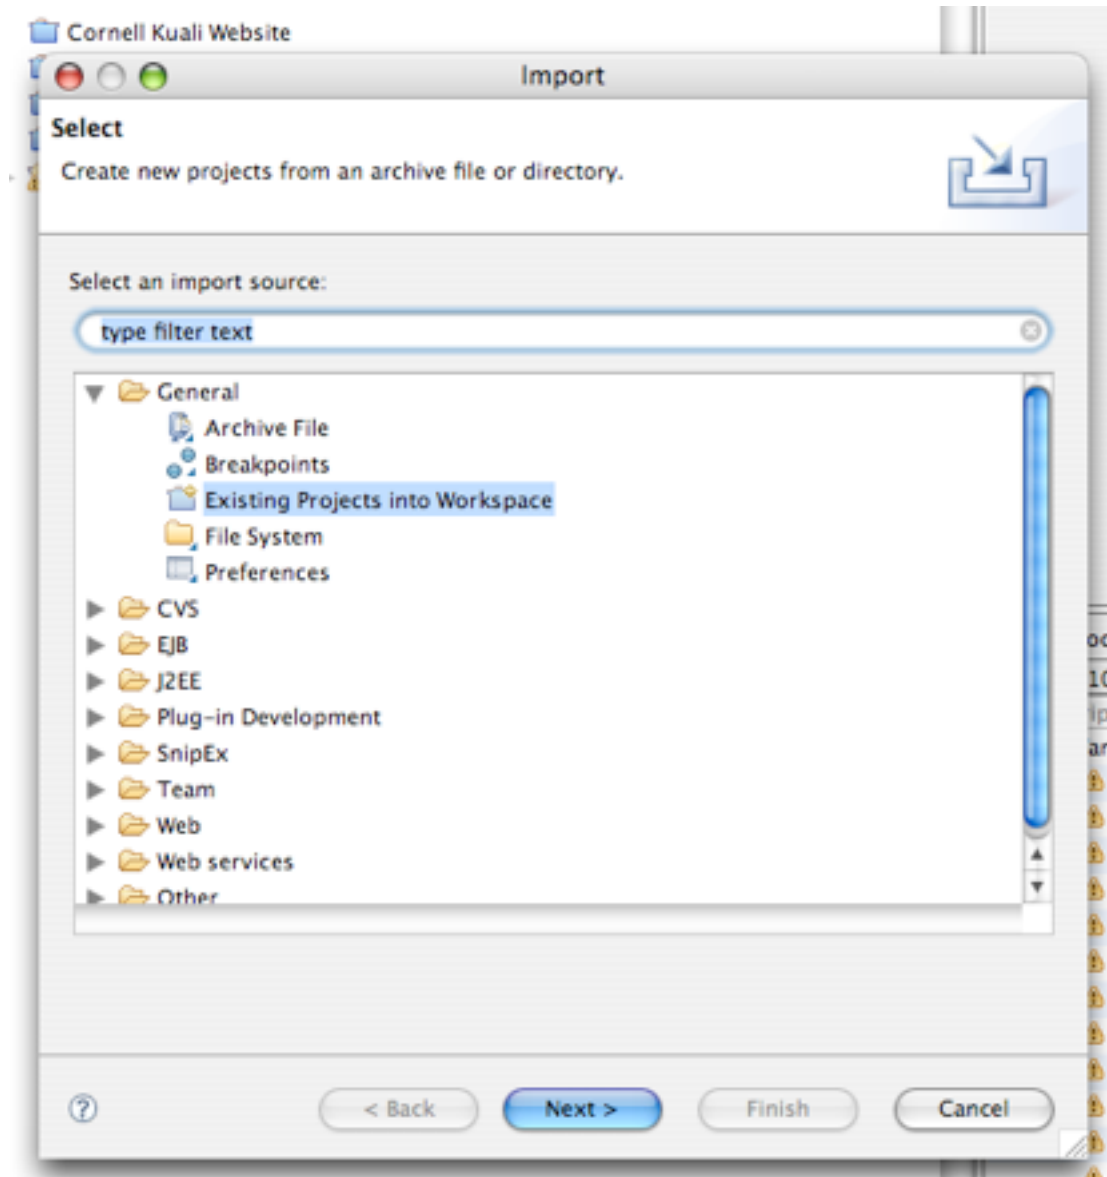 Cornell Kuali Website
Import
Select
Create new projects from an archive file or directory.
Select an import source:
type filter text
General
Archive File
Breakpoints
Existing Projects into Workspace
File System
Preferences
CVS
EJB
J2EE
Plug-in Development
SnipEx
Team
Web
Web services
Other
< Back
Next >
Finish
Cancel